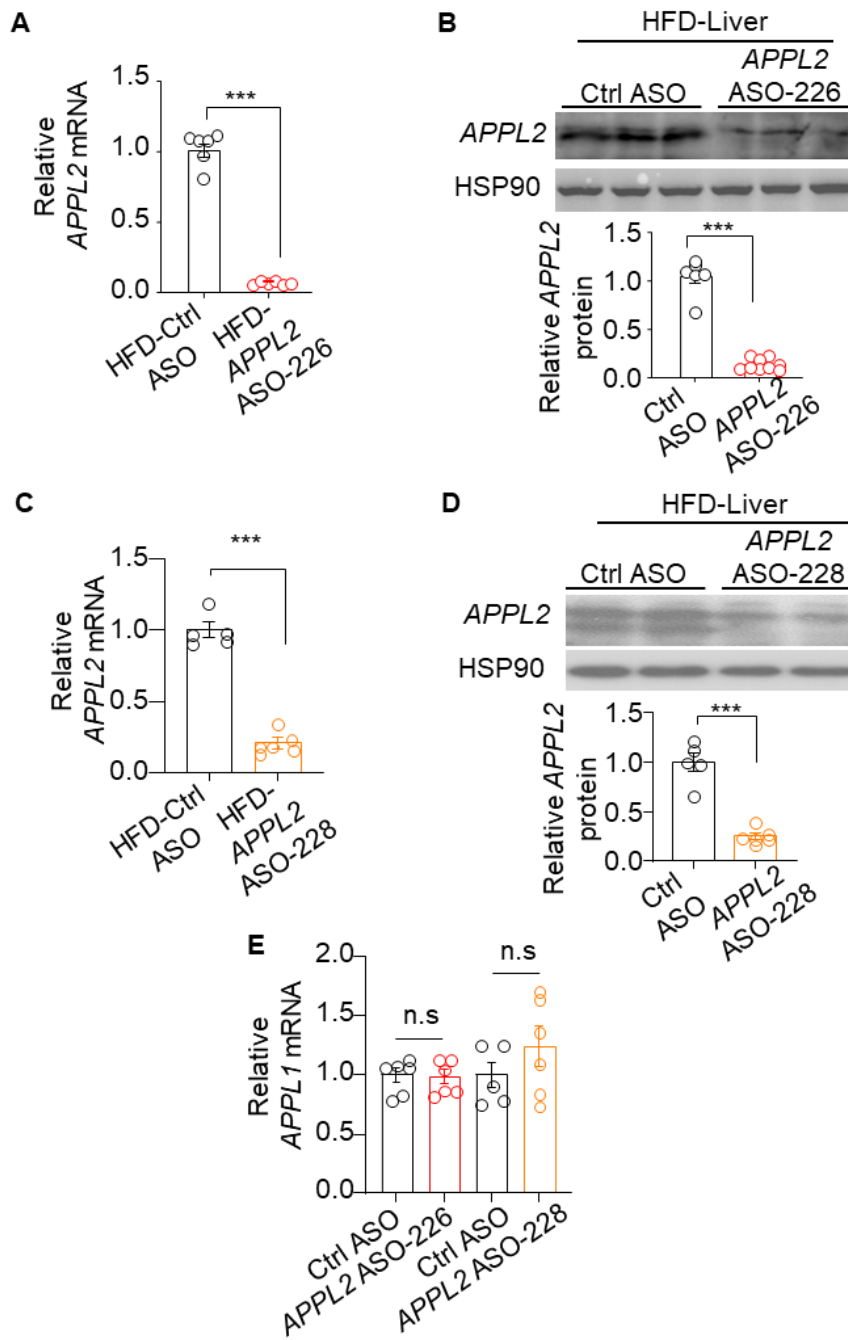 A
Relative
APPL2 mRNA
1.5
1.0
0.5
0.0
***
HFD-Ctrl
ASO
HFD-
APPL2
ASO-226
B
HFD-Liver
Ctrl ASO
APPL2
ASO-226
APPL2
HSP90
Relative APPL2
protein
1.5
1.0
0.5
0.0
***
Ctrl
ASO
APPL2
ASO-226
C
Relative
APPL2 mRNA
1.5
1.0
0.5
0.0
***
HFD-Ctrl
ASO
HFD-
APPL2
ASO-228
D
HFD-Liver
Ctrl ASO
APPL2
ASO-228
APPL2
HSP90
Relative APPL2
protein
1.5
1.0
0.5
0.0
***
Ctrl
ASO
APPL2
ASO-228
E
Relative
APPL1 mRNA
2.0
1.5
1.0
0.5
0.0
n.s
n.s
Ctrl ASO
APPL2 ASO-226
Ctrl ASO
APPL2 ASO-228